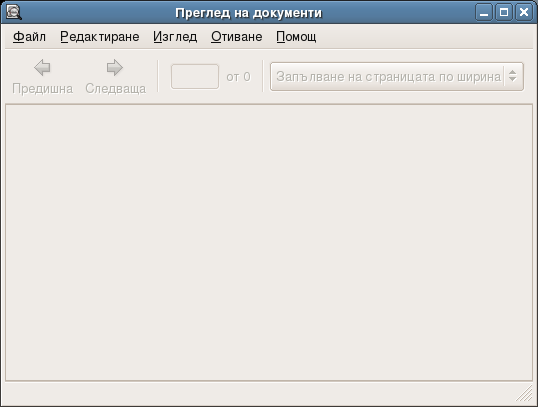 Преглед на документи
Файл Редактиране Изглед Отиване Помощ
Предишна Следваща от 0 Запълване на страницата по ширина